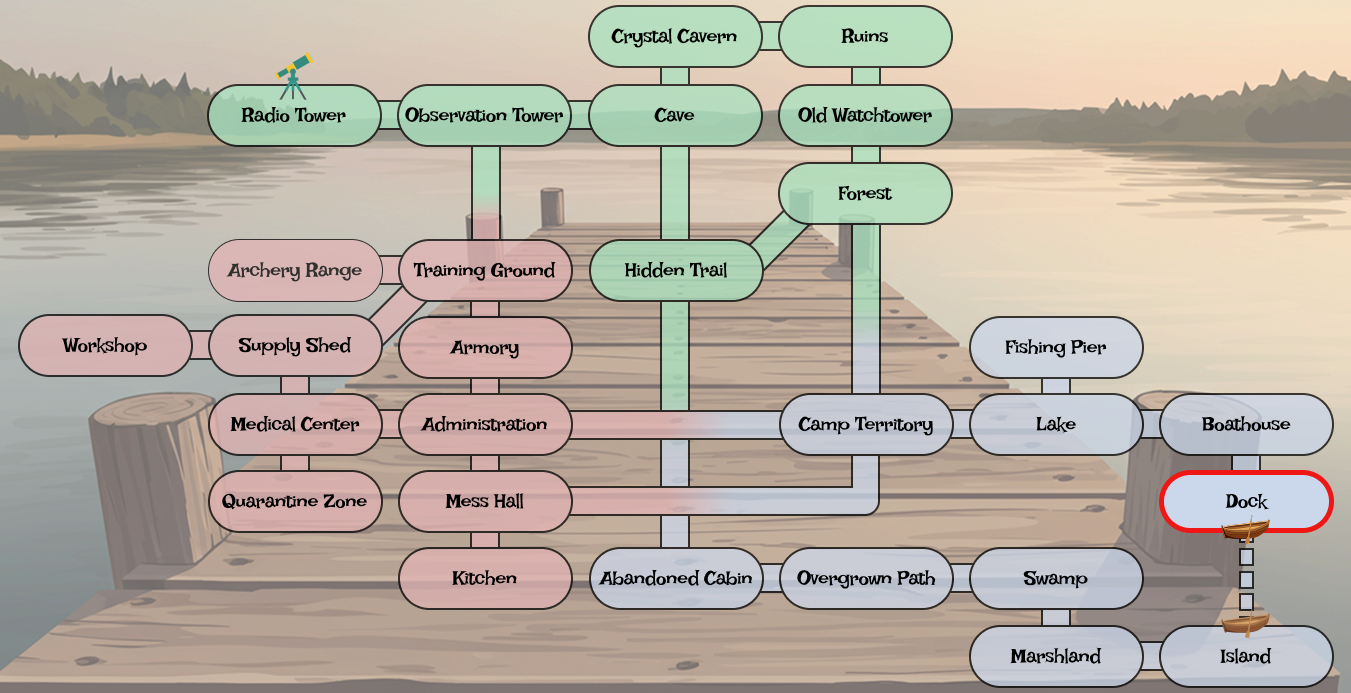 Crystal Cavern
Ruins
Radio Tower
Observation Tower
Cave
Old Watchtower
Forest
Archery Range
Training Ground
Hidden Trail
Workshop
Supply Shed
Armory
Fishing Pier
Medical Center
Administration
Camp Territory
Lake
Boathouse
Quarantine Zone
Mess Hall
Dock
Kitchen
Abandoned Cabin
Overgrown Path
Swamp
Marshland
Island